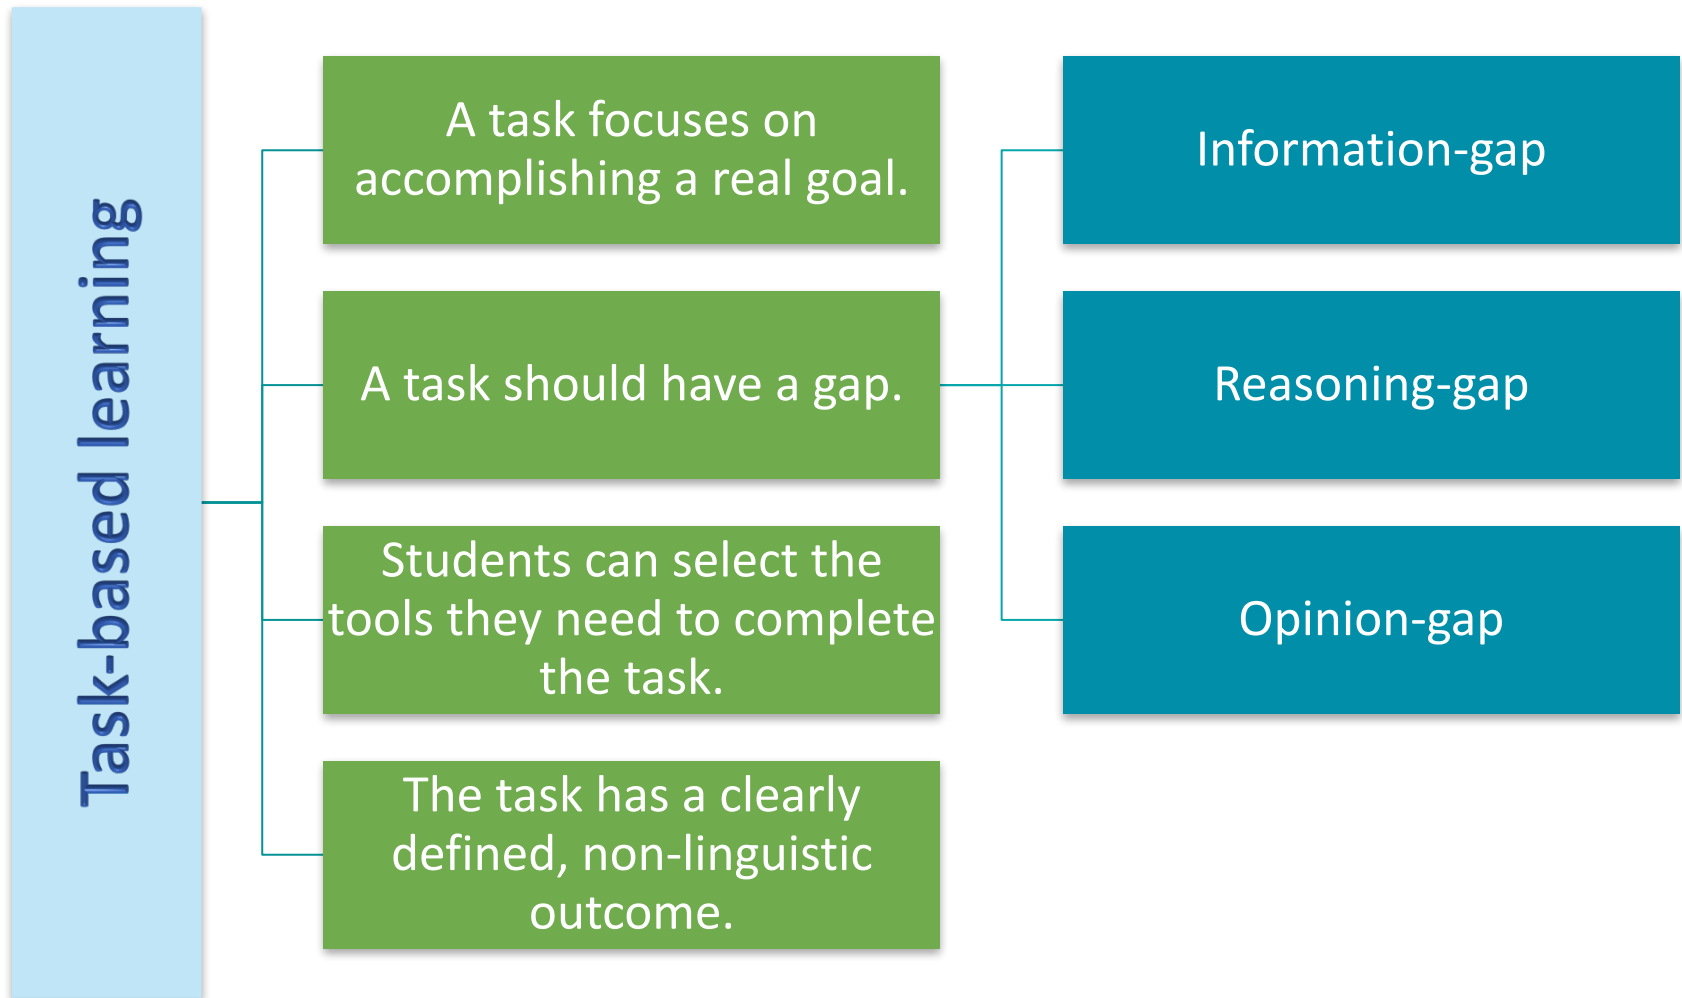 Task-based learning
A task focuses on
accomplishing a real goal.
A task should have a gap.
Students can select the
tools they need to complete
the task.
The task has a clearly
defined, non-linguistic
outcome.
Information-gap
Reasoning-gap
Opinion-gap